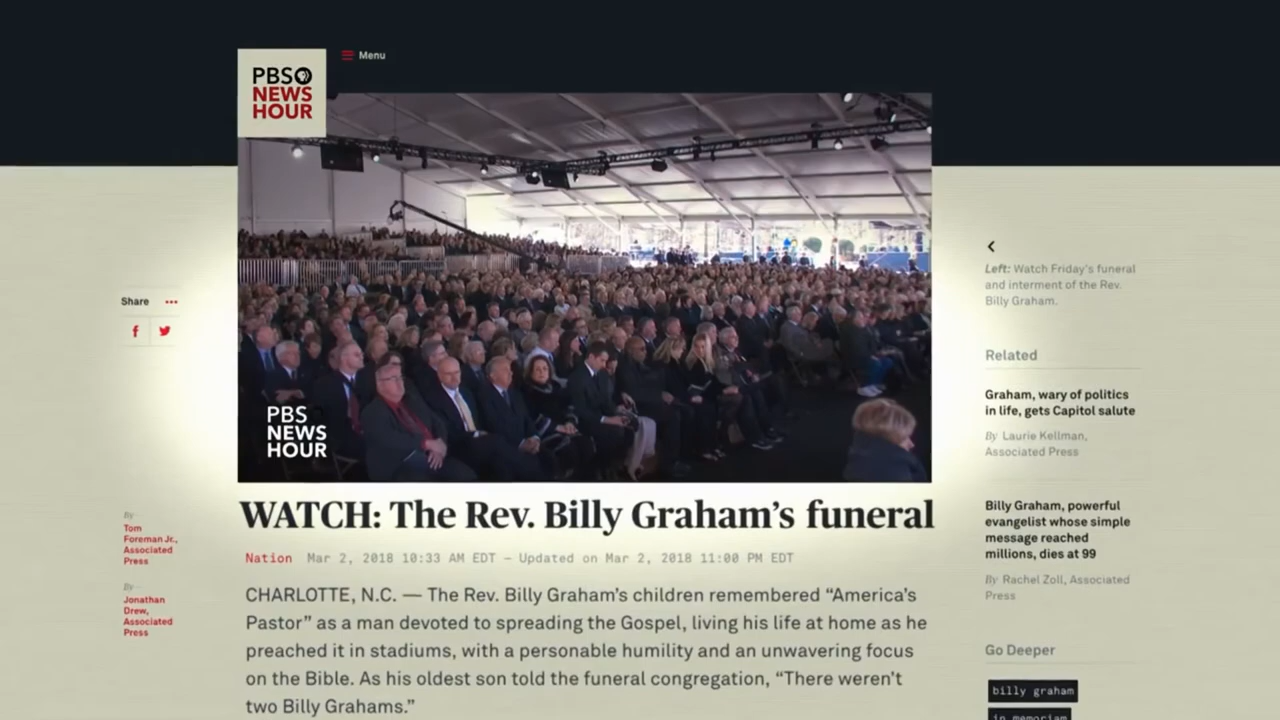 PBS
NEWS
HOUR
Menu
PBS
NEWS
HOUR
Share
WATCH: The Rev. Billy Graham’s funeral
Nation Mar 2, 2018 10:33 AM EDT – Updated on Mar 2, 2018 11:00 PM EDT
By
Tom
Foreman Jr.,
Associated
Press
By
Jonathan
Drew,
Associated
Press
CHARLOTTE, N.C. — The Rev. Billy Graham’s children remembered “America’s
Pastor” as a man devoted to spreading the Gospel, living his life at home as he
preached it in stadiums, with a personable humility and an unwavering focus
on the Bible. As his oldest son told the funeral congregation, “There weren’t
two Billy Grahams.”
Left: Watch Friday’s funeral
and interment of the Rev.
Billy Graham.
Related
Graham, wary of politics
in life, gets Capitol salute
By Laurie Kellman,
Associated Press
Billy Graham, powerful
evangelist whose simple
message reached
millions, dies at 99
By Rachel Zoll, Associated
Press
Go Deeper
billy graham
in memoriam